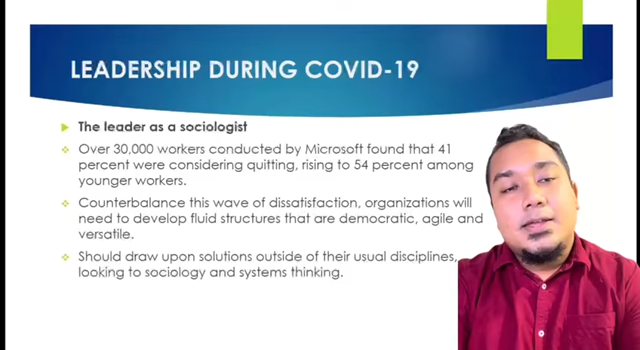 LEADERSHIP DURING COVID-19
The leader as a sociologist
Over 30,000 workers conducted by Microsoft found that 41
percent were considering quitting, rising to 54 percent among
younger workers.
Counterbalance this wave of dissatisfaction, organizations will
need to develop fluid structures that are democratic, agile and
versatile.
Should draw upon solutions outside of their usual disciplines,
looking to sociology and systems thinking.